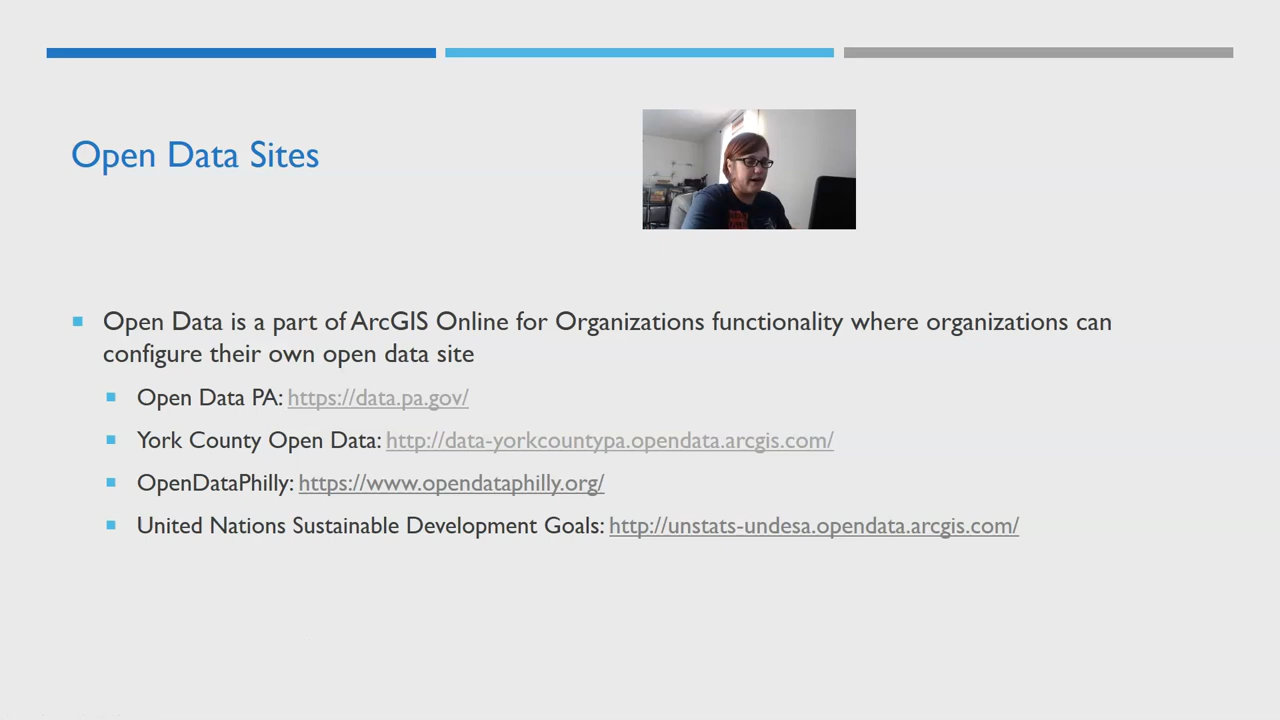 Open Data Sites
Open Data is a part of ArcGIS Online for Organizations functionality where organizations can
configure their own open data site
Open Data PA: https://data.pa.gov/
York County Open Data: http://data-yorkcountypa.opendata.arcgis.com/
OpenDataPhilly: https://www.opendataphilly.org/
United Nations Sustainable Development Goals: http://unstats-undesa.opendata.arcgis.com/